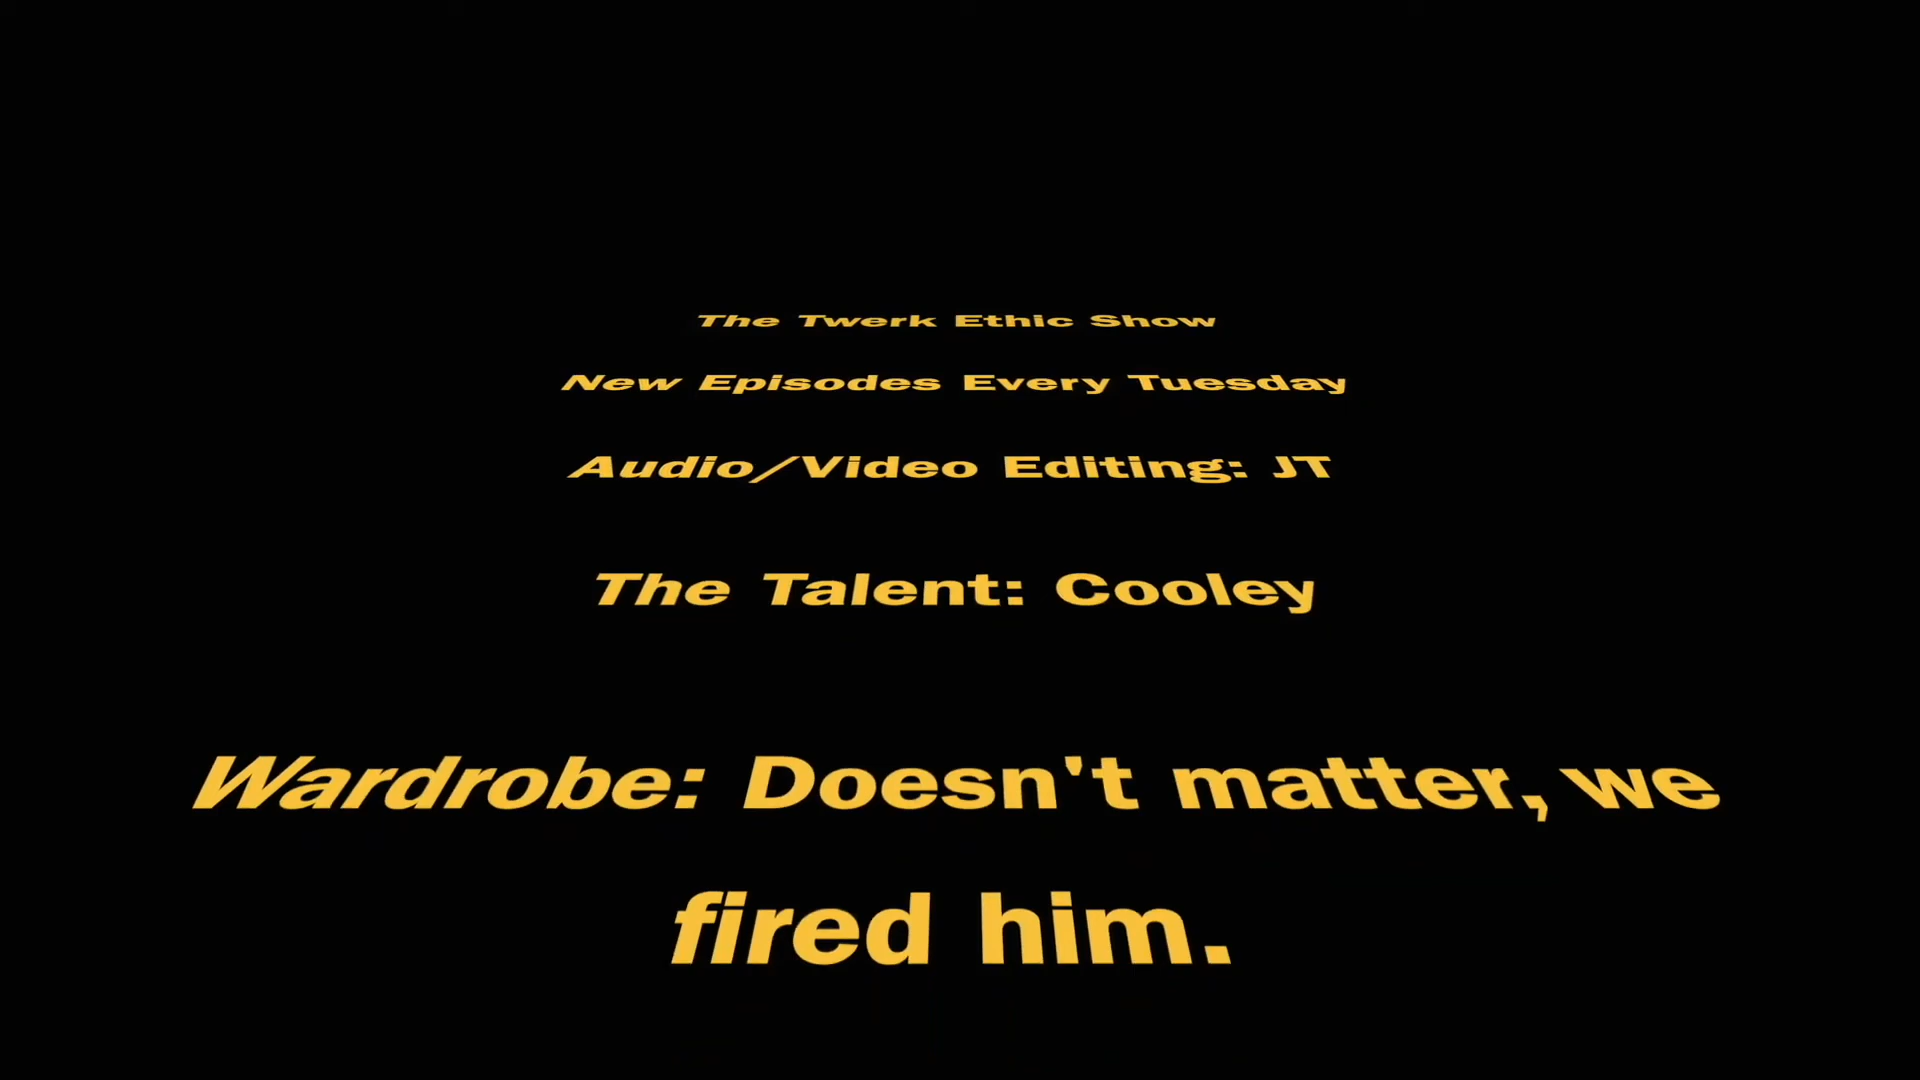 The Twerk Ethic Show
New Episodes Every Tuesday
Audio/Video Editing: JT
The Talent: Cooley
Wardrobe: Doesn't matter, we
fired him.